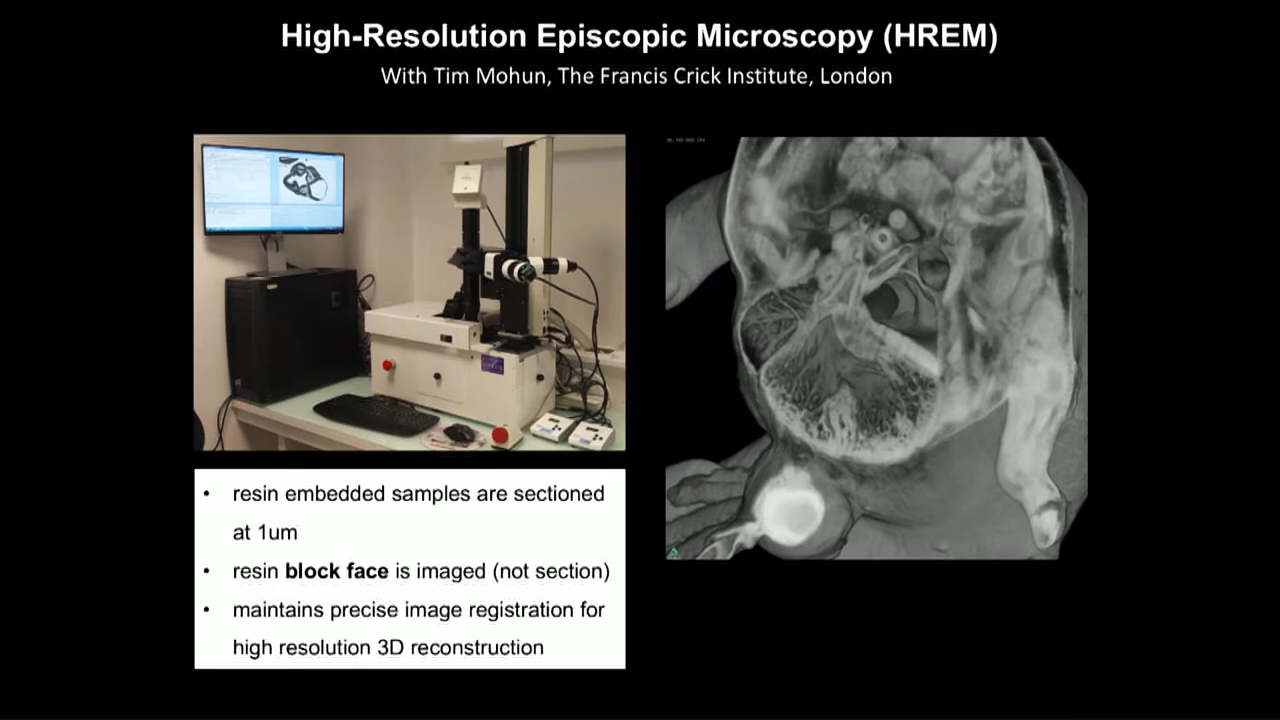 High-Resolution Episcopic Microscopy (HREM)
With Tim Mohun, The Francis Crick Institute, London
• resin embedded samples are sectioned
at 1um
• resin block face is imaged (not section)
• maintains precise image registration for
high resolution 3D reconstruction